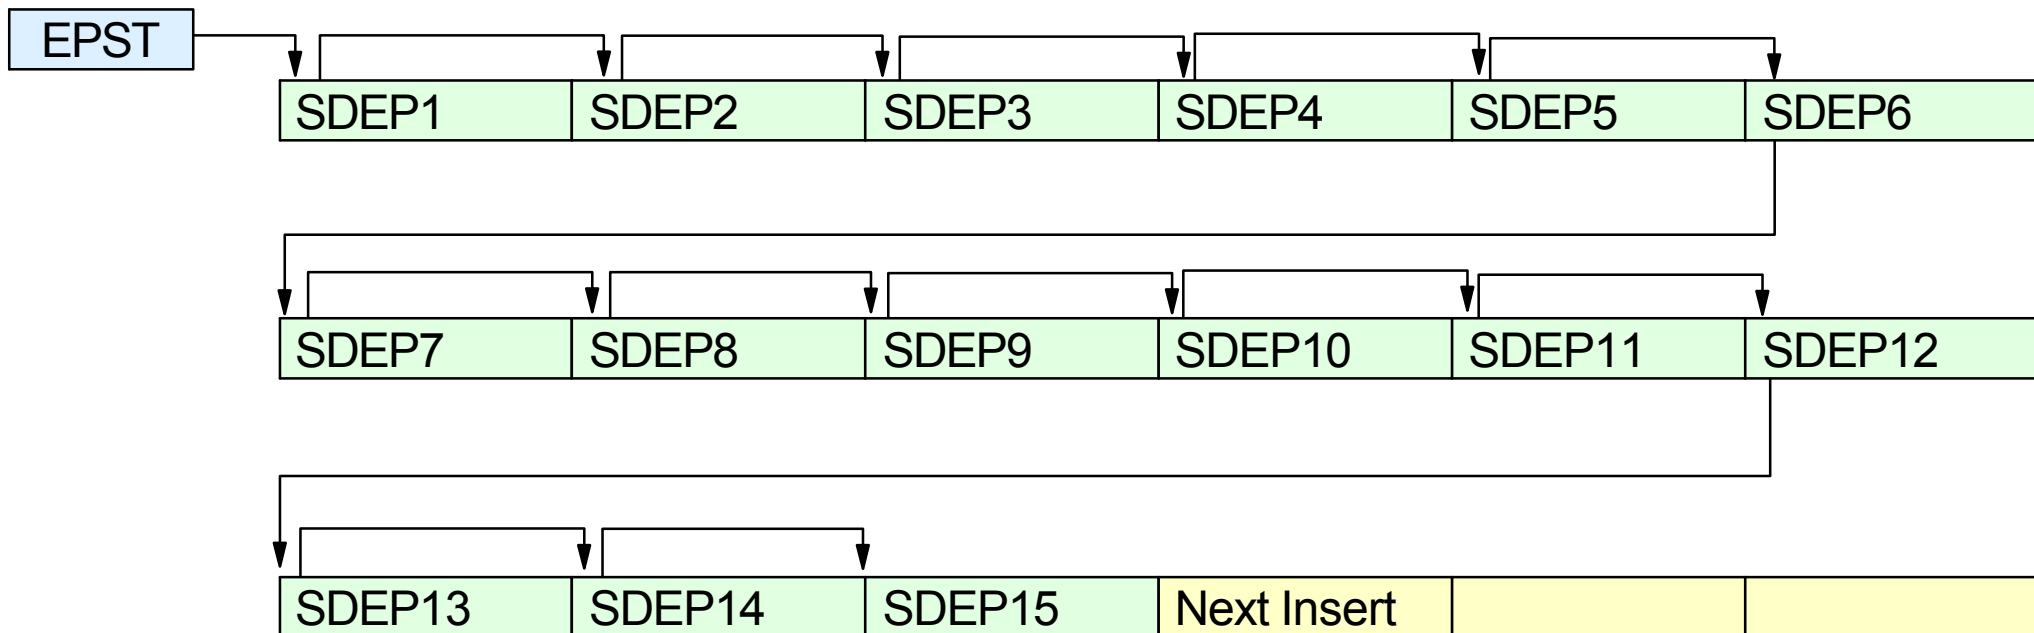 EPST
SDEP1 SDEP2 SDEP3 SDEP4 SDEP5 SDEP6
SDEP7 SDEP8 SDEP9 SDEP10 SDEP11 SDEP12
SDEP13 SDEP14 SDEP15 Next Insert